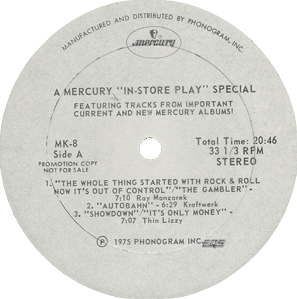 MANUFACTURED AND DISTRIBUTED BY PHONOGRAM, INC.
mercury
A MERCURY "IN-STORE PLAY" SPECIAL
FEATURING TRACKS FROM IMPORTANT
CURRENT AND NEW MERCURY ALBUMS!
MK-8
Side A
PROMOTION COPY
NOT FOR SALE
Total Time: 20:46
33 1/3 RPM
STEREO
1. "THE WHOLE THING STARTED WITH ROCK & ROLL
NOW IT'S OUT OF CONTROL"/"THE GAMBLER" -
7:10 Ray Manzarek
2. "AUTOBAHN" - 6:29 Kraftwerk
3. "SHOWDOWN"/"IT'S ONLY MONEY" -
7:07 Thin Lizzy
Ⓟ 1975 PHONOGRAM INC.